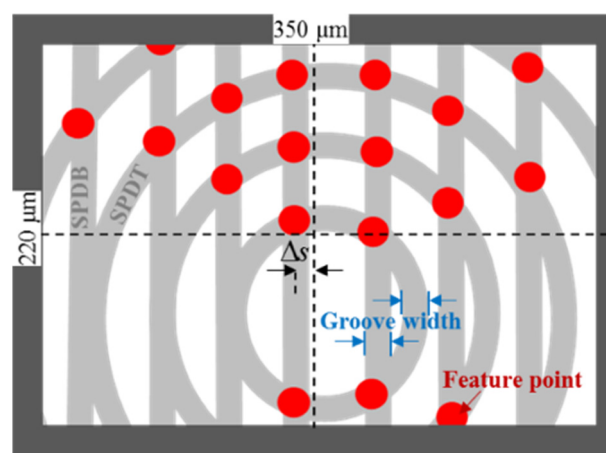 350 μm
SPDB
SPDT
220 μm
Δs
Groove width
Feature point